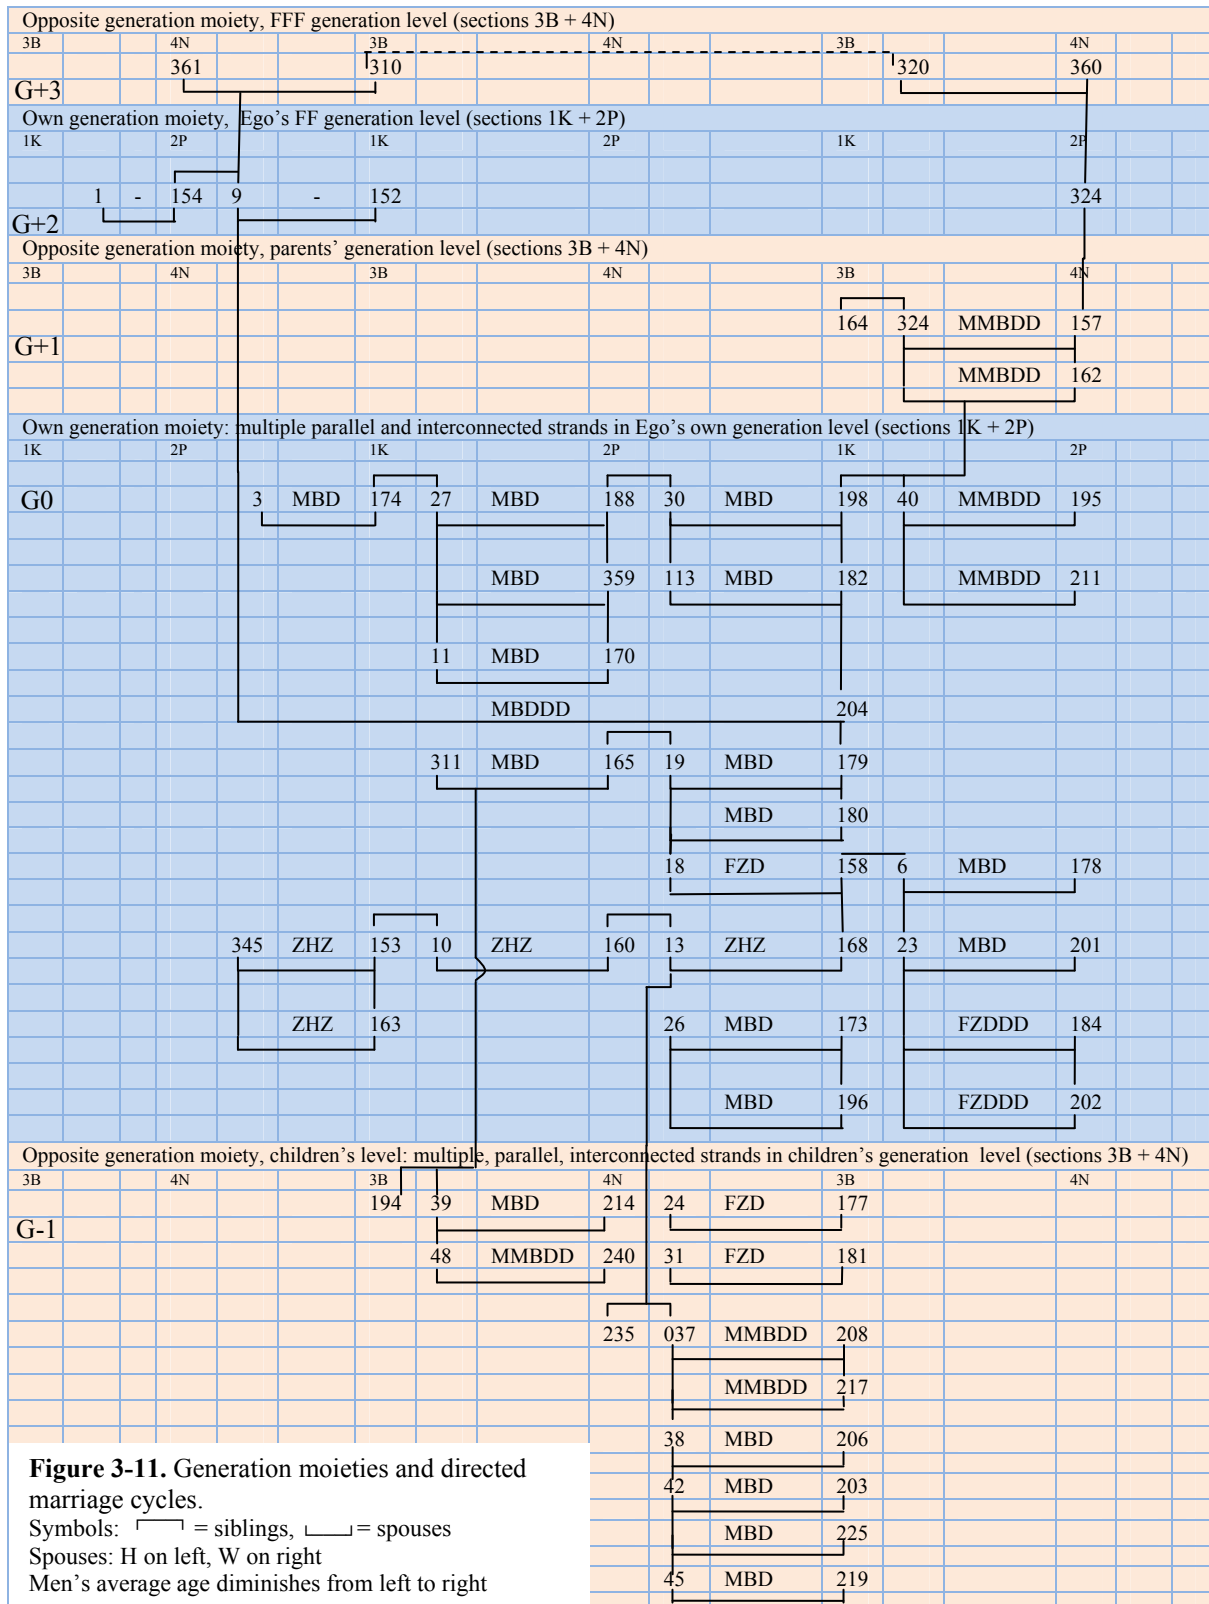 Opposite generation moiety, FFF generation level (sections 3B + 4N)
3B 4N 3B 4N 3B 4N
361 310 320 360
G+3
Own generation moiety, Ego's FF generation level (sections 1K + 2P)
1K 2P 1K 2P 1K 2P
1 - 154 9 - 152 324
G+2
Opposite generation moiety, parents' generation level (sections 3B + 4N)
3B 4N 3B 4N 3B 4N
164 324 MMBDD 157
G+1
MMBDD 162
Own generation moiety: multiple parallel and interconnected strands in Ego's own generation level (sections 1K + 2P)
1K 2P 1K 2P 1K 2P
G0 3 MBD 174 27 MBD 188 30 MBD 198 40 MMBDD 195
MBD 359 113 MBD 182 MMBDD 211
11 MBD 170
MBDDD 204
311 MBD 165 19 MBD 179
MBD 180
18 FZD 158 6 MBD 178
345 ZHZ 153 10 ZHZ 160 13 ZHZ 168 23 MBD 201
ZHZ 163 26 MBD 173 FZDDD 184
MBD 196 FZDDD 202
Opposite generation moiety, children's level: multiple, parallel, interconnected strands in children's generation level (sections 3B + 4N)
3B 4N 3B 4N 3B 4N
194 39 MBD 214 24 FZD 177
G-1
48 MMBDD 240 31 FZD 181
235 037 MMBDD 208
MMBDD 217
38 MBD 206
42 MBD 203
MBD 225
45 MBD 219
Figure 3-11. Generation moieties and directed
marriage cycles.
Symbols: = siblings, = spouses
Spouses: H on left, W on right
Men's average age diminishes from left to right